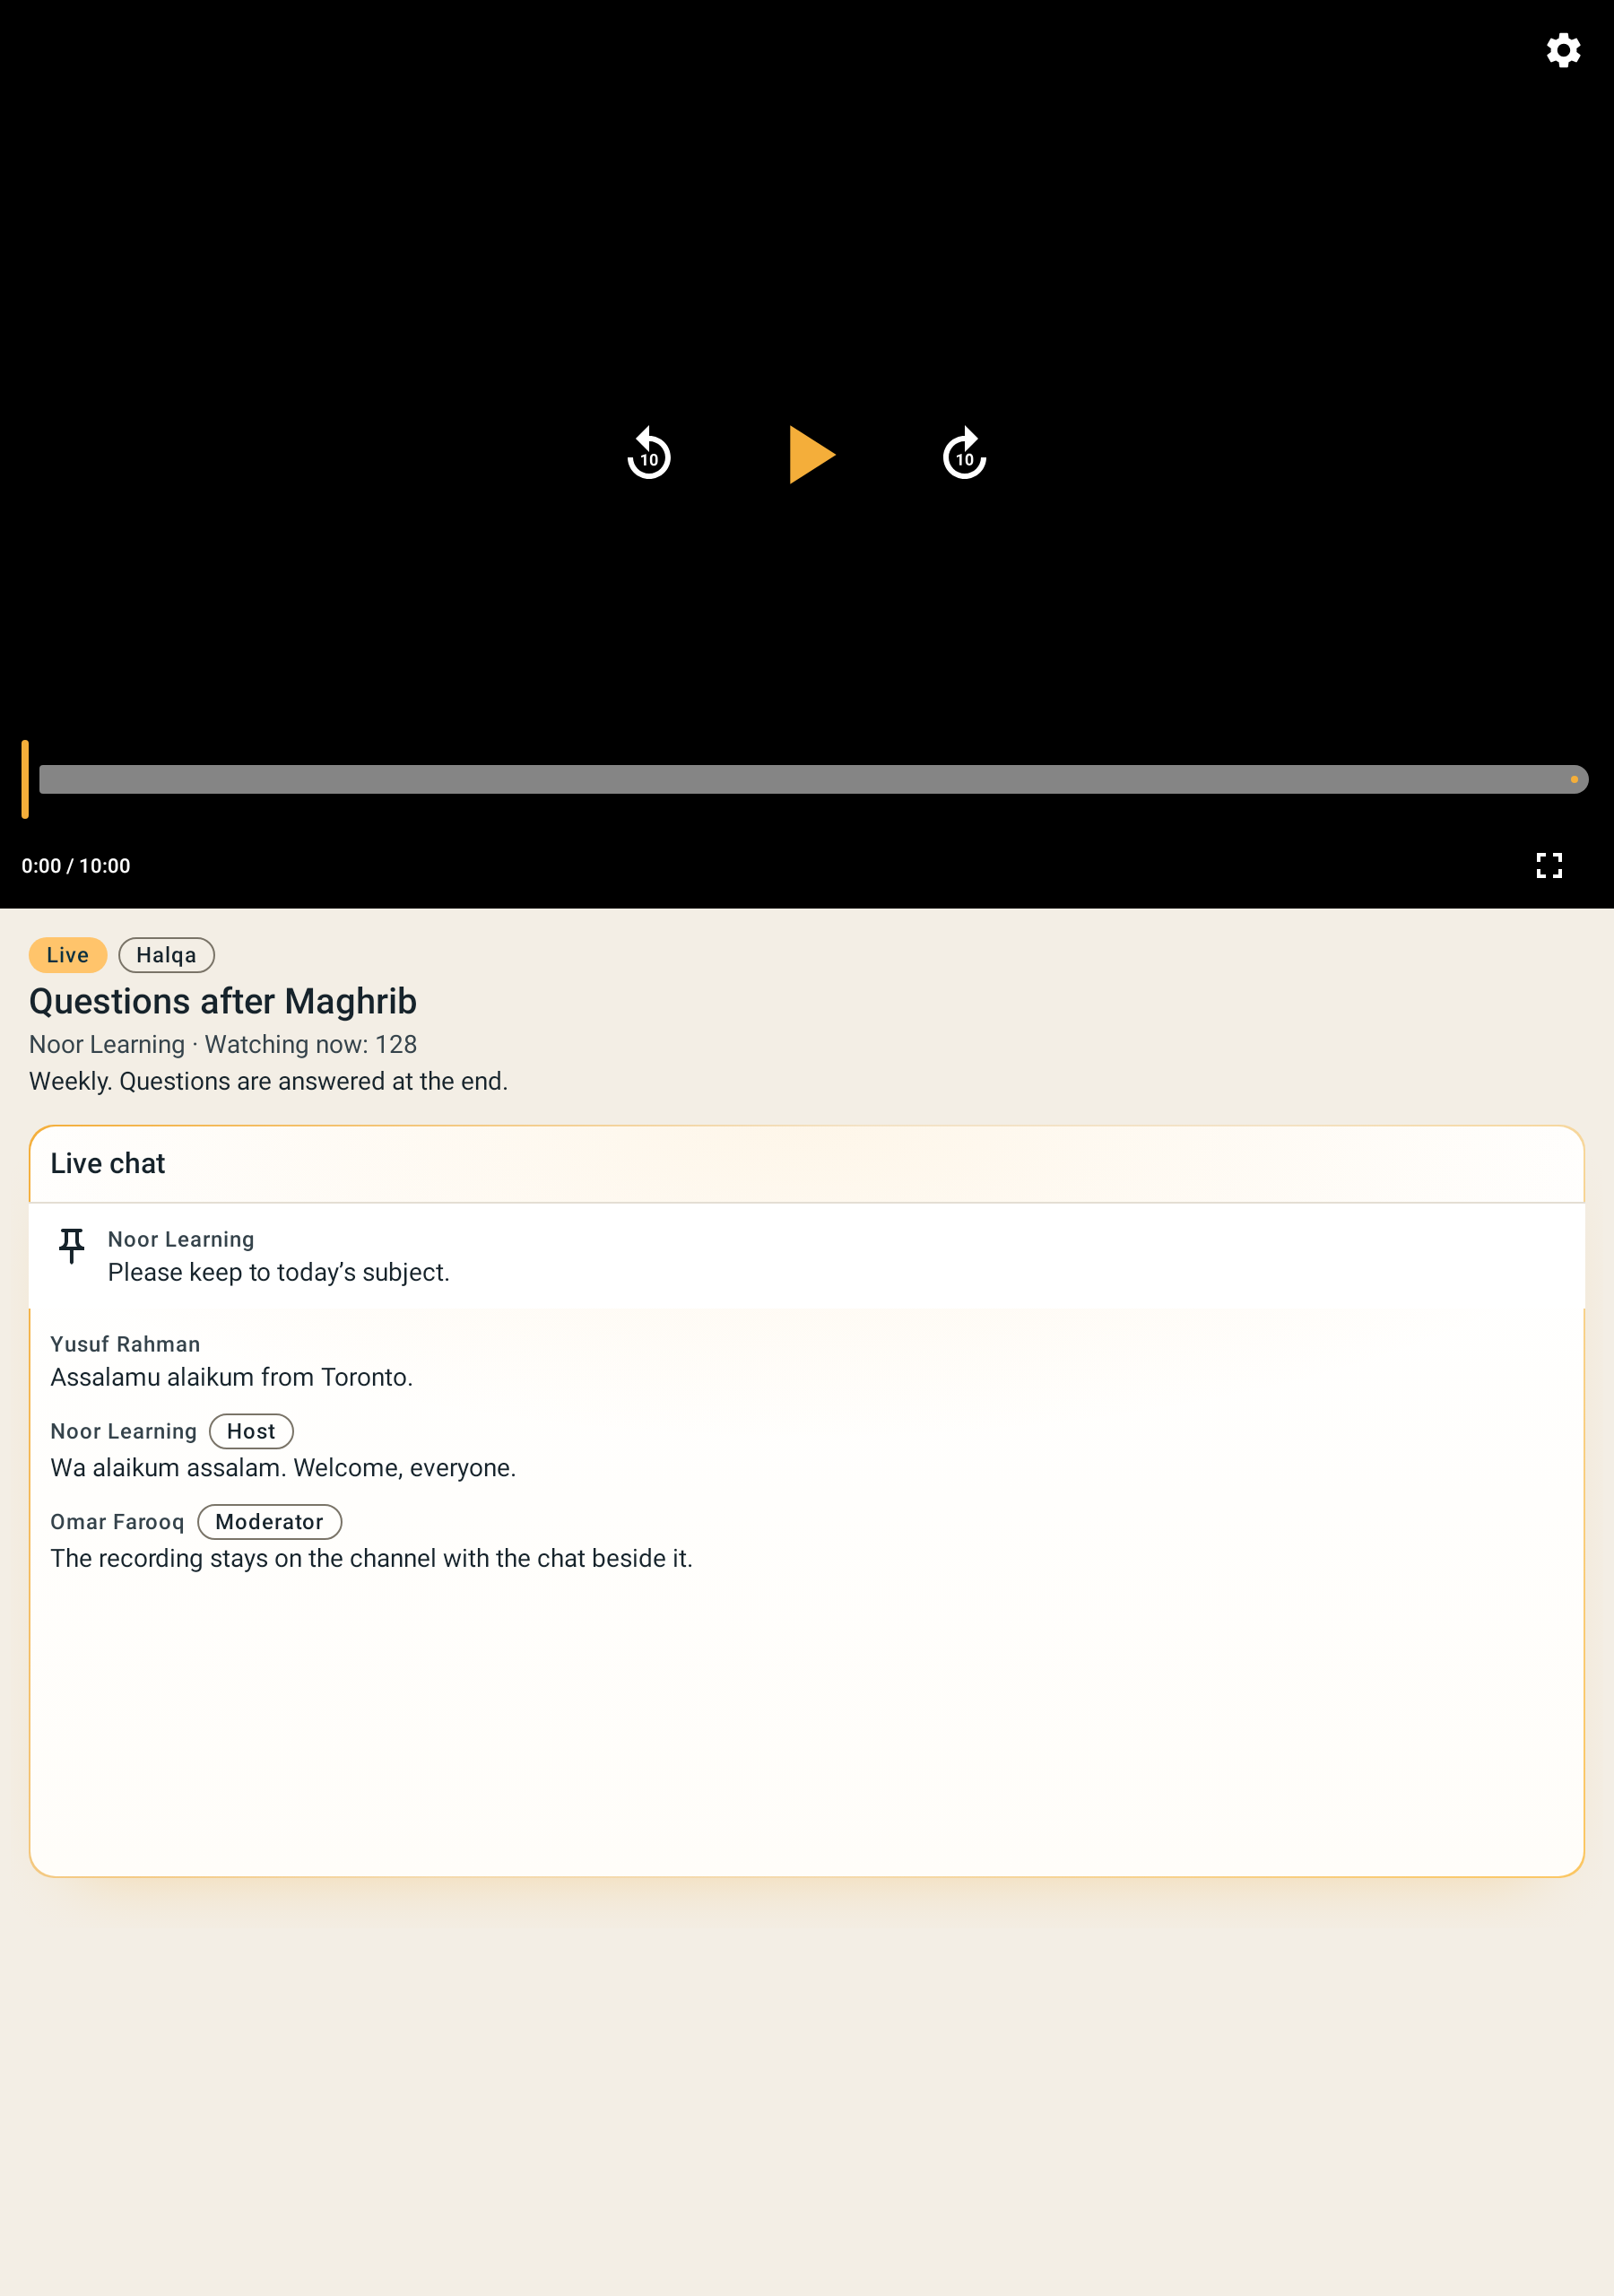 10
10
0:00 / 10:00
Live
Halqa
Questions after Maghrib
Noor Learning · Watching now: 128
Weekly. Questions are answered at the end.
Live chat
Noor Learning
Please keep to today’s subject.
Yusuf Rahman
Assalamu alaikum from Toronto.
Noor Learning Host
Wa alaikum assalam. Welcome, everyone.
Omar Farooq Moderator
The recording stays on the channel with the chat beside it.